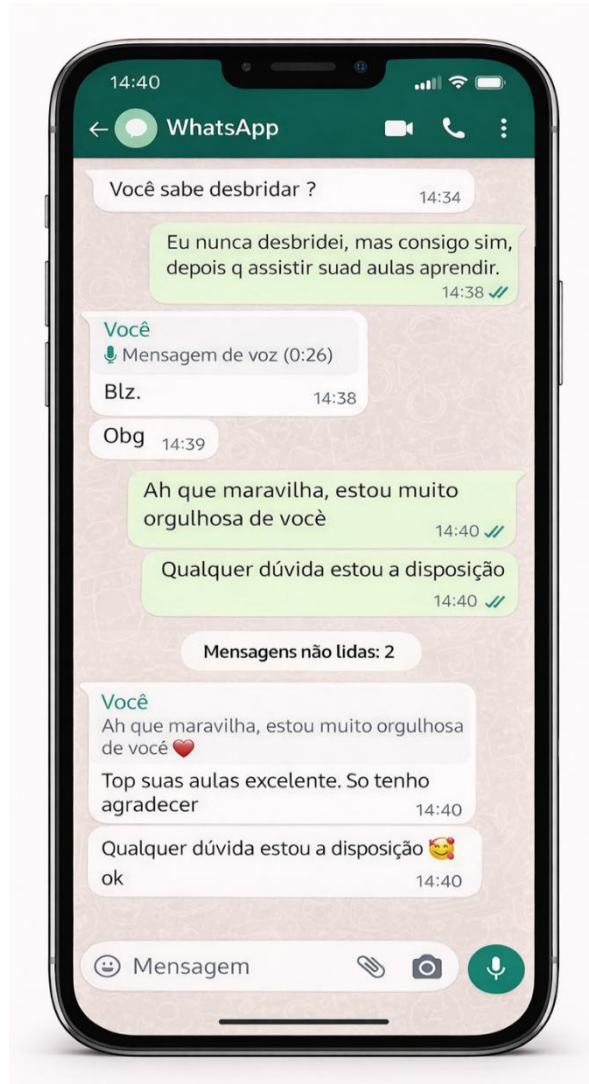 14:40
WhatsApp
Você sabe desbridar ?
14:34
Eu nunca desbridei, mas consigo sim,
depois q assistir suad aulas aprendir.
14:38
Você
Mensagem de voz (0:26)
Blz.
14:38
Obg
14:39
Ah que maravilha, estou muito
orgulhosa de vocè
14:40
Qualquer dúvida estou a disposição
14:40
Mensagens não lidas: 2
Você
Ah que maravilha, estou muito orgulhosa
de vocé ❤️
Top suas aulas excelente. So tenho
agradecer
14:40
Qualquer dúvida estou a disposição 🥰
ok
14:40
Mensagem